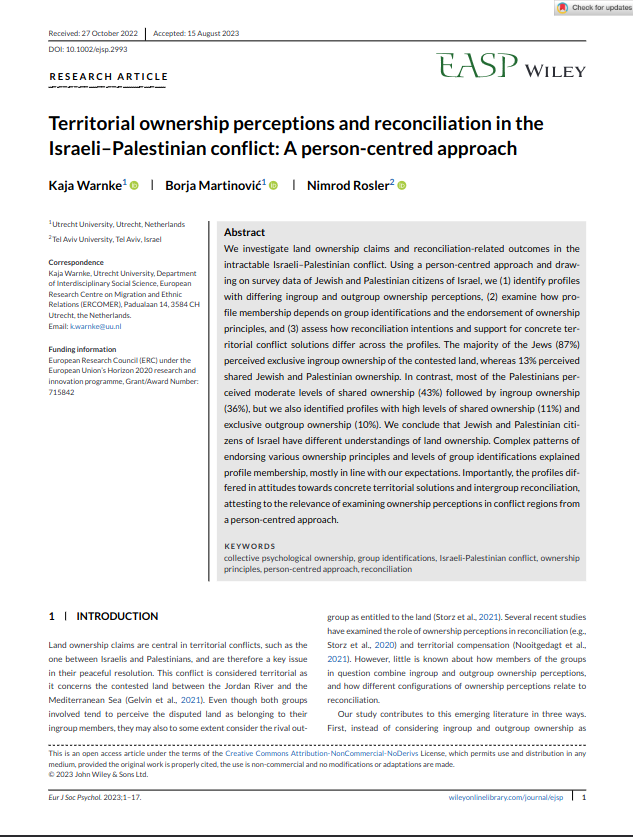 Check for updates
Received: 27 October 2022 | Accepted: 15 August 2023
DOI: 10.1002/ejsp.2993
RESEARCH ARTICLE
EASP WILEY
Territorial ownership perceptions and reconciliation in the
Israeli–Palestinian conflict: A person-centred approach
Kaja Warnke1 | Borja Martinović1 | Nimrod Rosler2
1Utrecht University, Utrecht, Netherlands
2Tel Aviv University, Tel Aviv, Israel
Correspondence
Kaja Warnke, Utrecht University, Department
of Interdisciplinary Social Science, European
Research Centre on Migration and Ethnic
Relations (ERCOMER), Padualaan 14, 3584 CH
Utrecht, the Netherlands.
Email: k.warnke@uu.nl
Funding information
European Research Council (ERC) under the
European Union's Horizon 2020 research and
innovation programme, Grant/Award Number:
715842
Abstract
We investigate land ownership claims and reconciliation-related outcomes in the
intractable Israeli–Palestinian conflict. Using a person-centred approach and draw-
ing on survey data of Jewish and Palestinian citizens of Israel, we (1) identify profiles
with differing ingroup and outgroup ownership perceptions, (2) examine how pro-
file membership depends on group identifications and the endorsement of ownership
principles, and (3) assess how reconciliation intentions and support for concrete ter-
ritorial conflict solutions differ across the profiles. The majority of the Jews (87%)
perceived exclusive ingroup ownership of the contested land, whereas 13% perceived
shared Jewish and Palestinian ownership. In contrast, most of the Palestinians per-
ceived moderate levels of shared ownership (43%) followed by ingroup ownership
(36%), but we also identified profiles with high levels of shared ownership (11%) and
exclusive outgroup ownership (10%). We conclude that Jewish and Palestinian citi-
zens of Israel have different understandings of land ownership. Complex patterns of
endorsing various ownership principles and levels of group identifications explained
profile membership, mostly in line with our expectations. Importantly, the profiles dif-
fered in attitudes towards concrete territorial solutions and intergroup reconciliation,
attesting to the relevance of examining ownership perceptions in conflict regions from
a person-centred approach.
KEYWORDS
collective psychological ownership, group identifications, Israeli-Palestinian conflict, ownership
principles, person-centred approach, reconciliation
1 | INTRODUCTION
Land ownership claims are central in territorial conflicts, such as the
one between Israelis and Palestinians, and are therefore a key issue
in their peaceful resolution. This conflict is considered territorial as
it concerns the contested land between the Jordan River and the
Mediterranean Sea (Gelvin et al., 2021). Even though both groups
involved tend to perceive the disputed land as belonging to their
ingroup members, they may also to some extent consider the rival out-
group as entitled to the land (Storz et al., 2021). Several recent studies
have examined the role of ownership perceptions in reconciliation (e.g.,
Storz et al., 2020) and territorial compensation (Nooitgedagt et al.,
2021). However, little is known about how members of the groups
in question combine ingroup and outgroup ownership perceptions,
and how different configurations of ownership perceptions relate to
reconciliation.
Our study contributes to this emerging literature in three ways.
First, instead of considering ingroup and outgroup ownership as
This is an open access article under the terms of the Creative Commons Attribution-NonCommercial-NoDerivs License, which permits use and distribution in any
medium, provided the original work is properly cited, the use is non-commercial and no modifications or adaptations are made.
© 2023 John Wiley & Sons Ltd.
Eur J Soc Psychol. 2023;1–17.
wileyonlinelibrary.com/journal/ejsp | 1